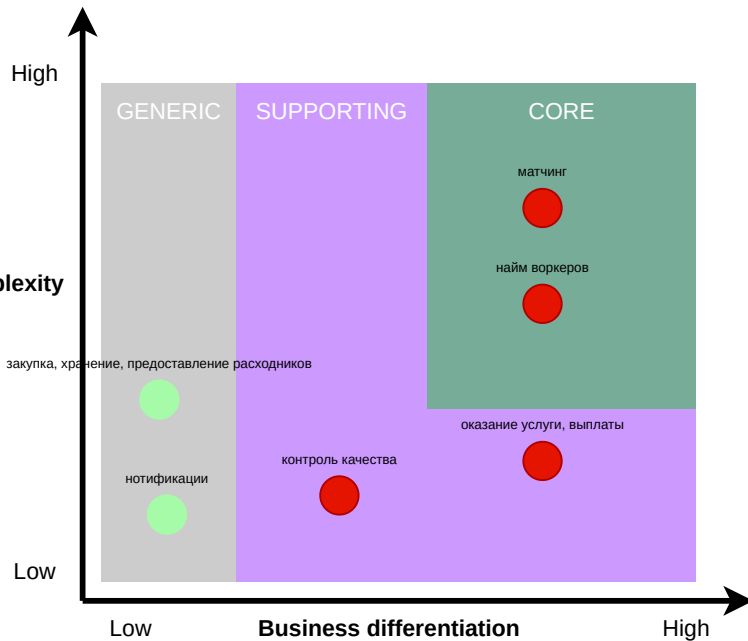 High
GENERIC
SUPPORTING
CORE
матчинг
найм воркеров
plexity
закупка, хранение, предоставление расходников
оказание услуги, выплаты
контроль качества
нотификации
Low
Low
Business differentiation
High